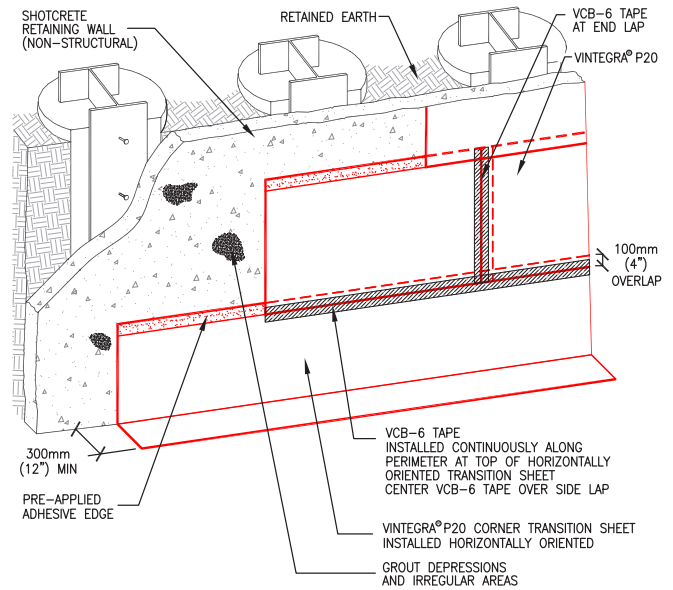 SHOTCRETE
RETAINING WALL
(NON-STRUCTURAL)
RETAINED EARTH
VCB-6 TAPE
AT END LAP
VINTEGRA® P20
100mm
(4")
OVERLAP
300mm
(12") MIN
PRE-APPLIED
ADHESIVE EDGE
VCB-6 TAPE
INSTALLED CONTINUOUSLY ALONG
PERIMETER AT TOP OF HORIZONTALLY
ORIENTED TRANSITION SHEET
CENTER VCB-6 TAPE OVER SIDE LAP
VINTEGRA® P20 CORNER TRANSITION SHEET
INSTALLED HORIZONTALLY ORIENTED
GROUT DEPRESSIONS
AND IRREGULAR AREAS